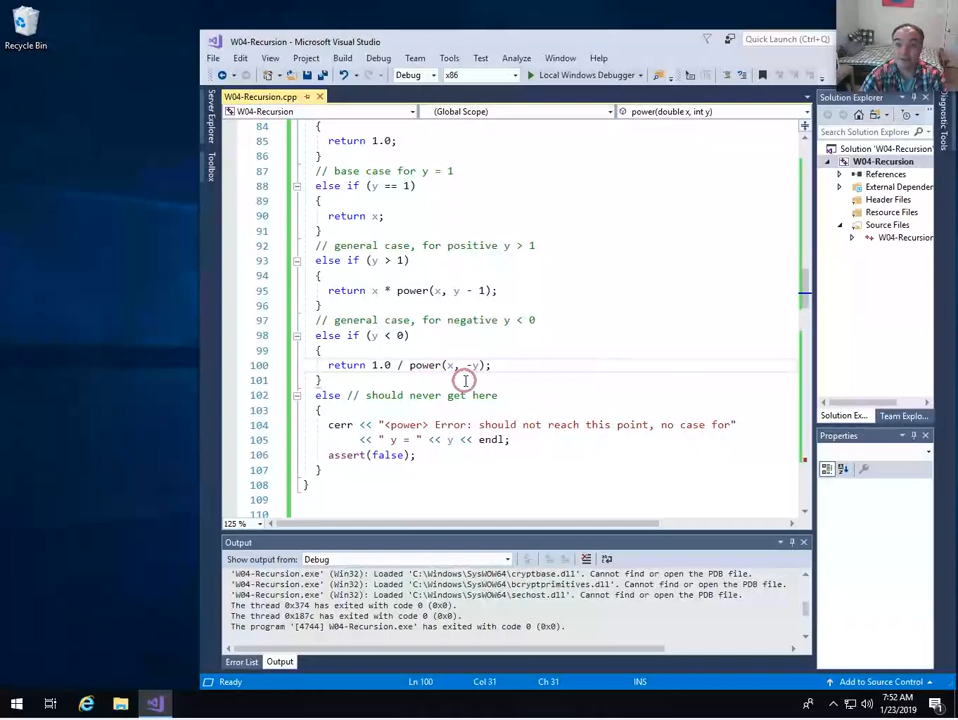 Recycle Bin
W04-Recursion - Microsoft Visual Studio
Quick Launch (Ctrl+Q)
File Edit View Project Build Debug Team Tools Test Analyze Window Help
Debug x86 Local Windows Debugger
Server Explorer
Toolbox
W04-Recursion.cpp
W04-Recursion (Global Scope) power(double x, int y)
84 {
85 return 1.0;
86 }
87 // base case for y = 1
88 else if (y == 1)
89 {
90 return x;
91 }
92 // general case, for positive y > 1
93 else if (y > 1)
94 {
95 return x * power(x, y - 1);
96 }
97 // general case, for negative y < 0
98 else if (y < 0)
99 {
100 return 1.0 / power(x, -y);
101 }
102 else // should never get here
103 {
104 cerr << "<power> Error: should not reach this point, no case for"
105 << " y = " << y << endl;
106 assert(false);
107 }
108 }
109
110
125 %
Solution Explorer
Search Solution Explorer
Solution 'W04-Recursion'
W04-Recursion
References
External Depender
Header Files
Resource Files
Source Files
W04-Recursion
Solution Ex... Team Explo...
Properties
Diagnostic Tools
Output
Show output from: Debug
'W04-Recursion.exe' (Win32): Loaded 'C:\Windows\SysWOW64\cryptbase.dll'. Cannot find or open the PDB file.
'W04-Recursion.exe' (Win32): Loaded 'C:\Windows\SysWOW64\bcryptprimitives.dll'. Cannot find or open the PDB file.
'W04-Recursion.exe' (Win32): Loaded 'C:\Windows\SysWOW64\sechost.dll'. Cannot find or open the PDB file.
The thread 0x374 has exited with code 0 (0x0).
The thread 0x187c has exited with code 0 (0x0).
The program '[4744] W04-Recursion.exe' has exited with code 0 (0x0).
Error List Output
Ready Ln 100 Col 31 Ch 31 INS Add to Source Control
7:52 AM
1/23/2019